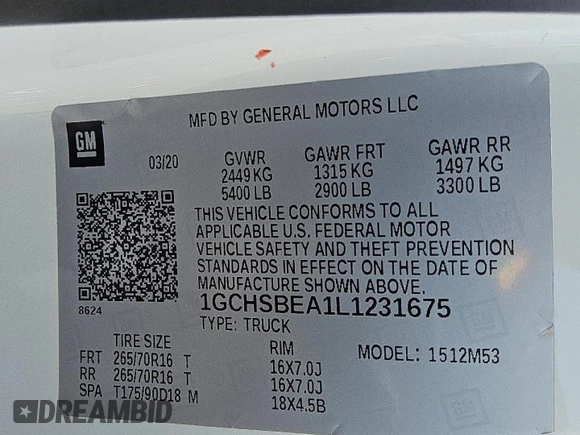 MFD BY GENERAL MOTORS LLC
GM
03/20 GVWR GAWR FRT GAWR RR
2449 KG 1315 KG 1497 KG
5400 LB 2900 LB 3300 LB
THIS VEHICLE CONFORMS TO ALL
APPLICABLE U.S. FEDERAL MOTOR
VEHICLE SAFETY AND THEFT PREVENTION
STANDARDS IN EFFECT ON THE DATE OF
MANUFACTURE SHOWN ABOVE.
8624 1GCHSBEA1L1231675
TYPE: TRUCK
TIRE SIZE RIM MODEL: 1512M53
FRT 265/70R16 T 16X7.0J
RR 265/70R16 T 16X7.0J
SPA T175/90D18 M 18X4.5B
DREAMBID